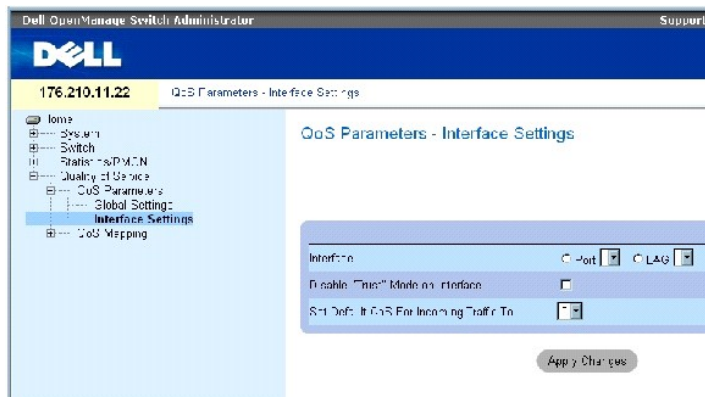 Dell OpenManage Switch Administrator
Support
DELL
176.210.11.22
QoS Parameters - Interface Settings
Home
System
Switch
Statistics/RMON
Quality of Service
QoS Parameters
Global Settings
Interface Settings
QoS Mapping
QoS Parameters - Interface Settings
Interface Port LAG
Disable "Trust" Mode on Interface
Set Default CoS For Incoming Traffic To
Apply Changes